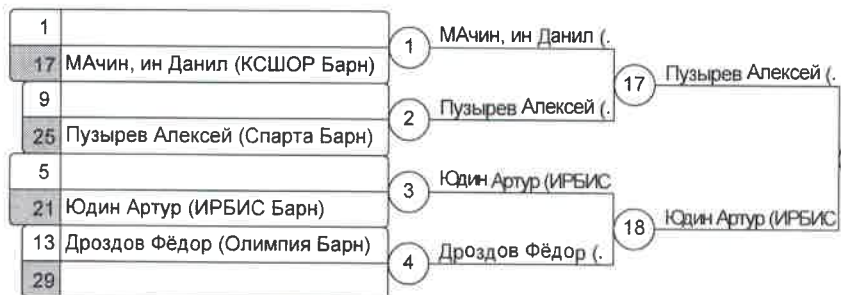 1
17 МАчин, ин Данил (КСШОР Барн)
9
25 Пузырев Алексей (Спарта Барн)
5
21 Юдин Артур (ИРБИС Барн)
13 Дроздов Фёдор (Олимпия Барн)
29
1 МАчин, ин Данил (.
2 Пузырев Алексей (.
3 Юдин Артур (ИРБИС
4 Дроздов Фёдор (.
17 Пузырев Алексей (.
18 Юдин Артур (ИРБИС